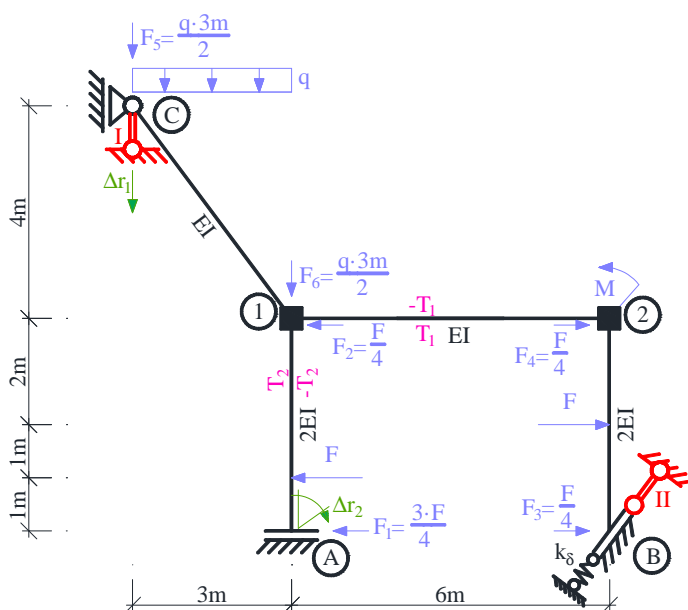 F₅=q·3m/2
q
C
I
Δr₁
4m
EI
F₆=q·3m/2
1
-T₁
T₁
EI
M
2
F₂=F/4
F₄=F/4
T₂
-T₂
2m
2EI
F
F
2EI
1m
Δr₂
F₁=3·F/4
F₃=F/4
II
1m
A
k_δ
B
3m
6m